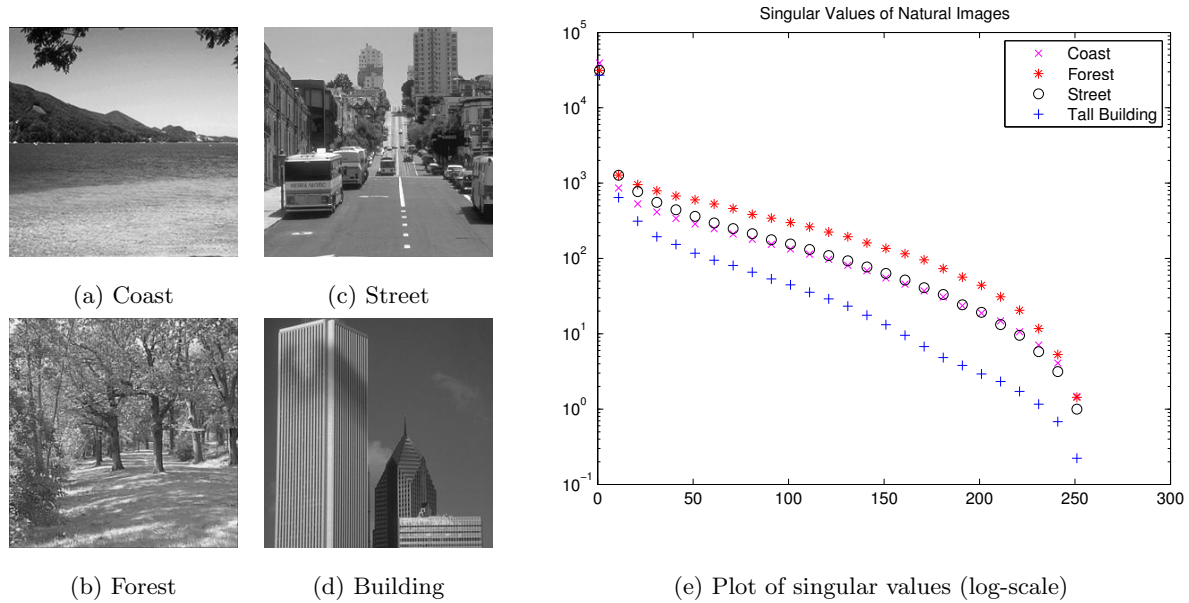 (a) Coast
(c) Street
(b) Forest
(d) Building
Singular Values of Natural Images
10^5
10^4
10^3
10^2
10^1
10^0
10^−1
0 50 100 150 200 250 300
Coast
Forest
Street
Tall Building
(e) Plot of singular values (log-scale)